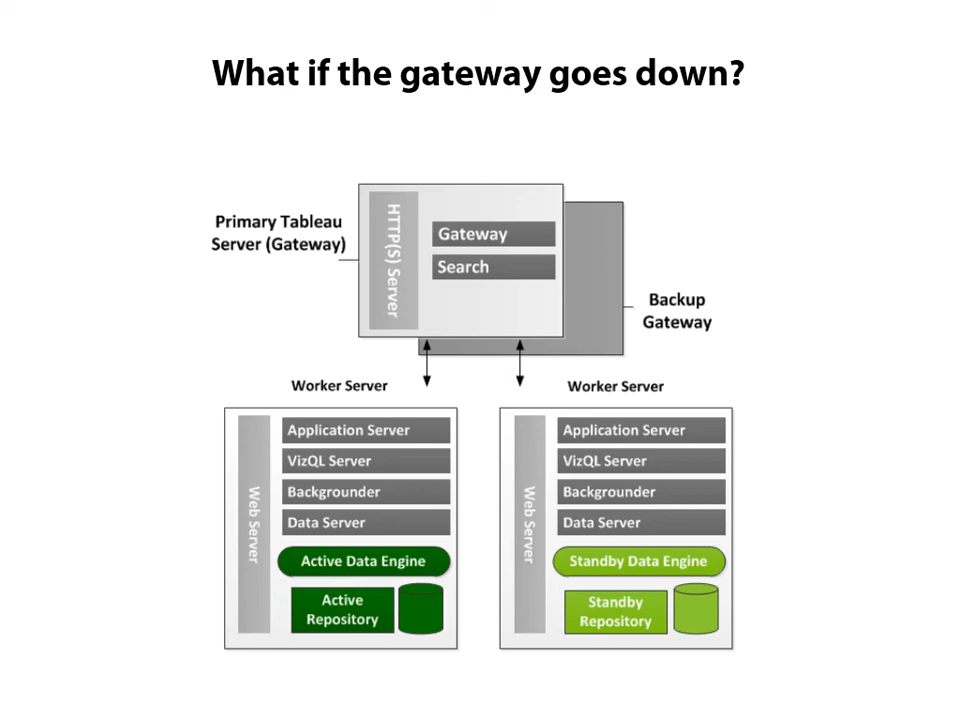 What if the gateway goes down?
Primary Tableau
Server (Gateway)
HTTP(S) Server
Gateway
Search
Backup
Gateway
Worker Server
Web Server
Application Server
VizQL Server
Backgrounder
Data Server
Active Data Engine
Active
Repository
Worker Server
Web Server
Application Server
VizQL Server
Backgrounder
Data Server
Standby Data Engine
Standby
Repository